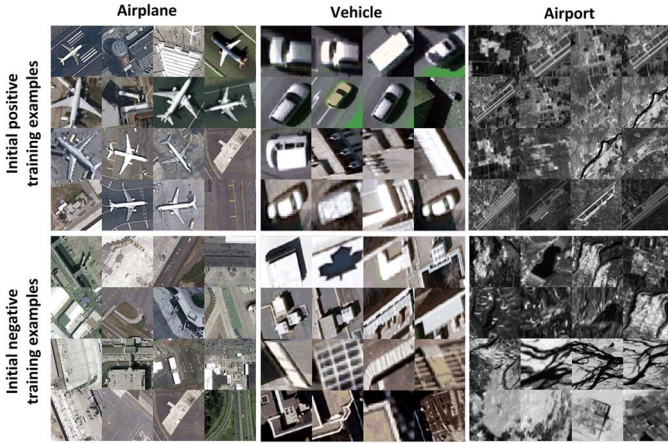 Airplane
Vehicle
Airport
Initial positive
training examples
Initial negative
training examples